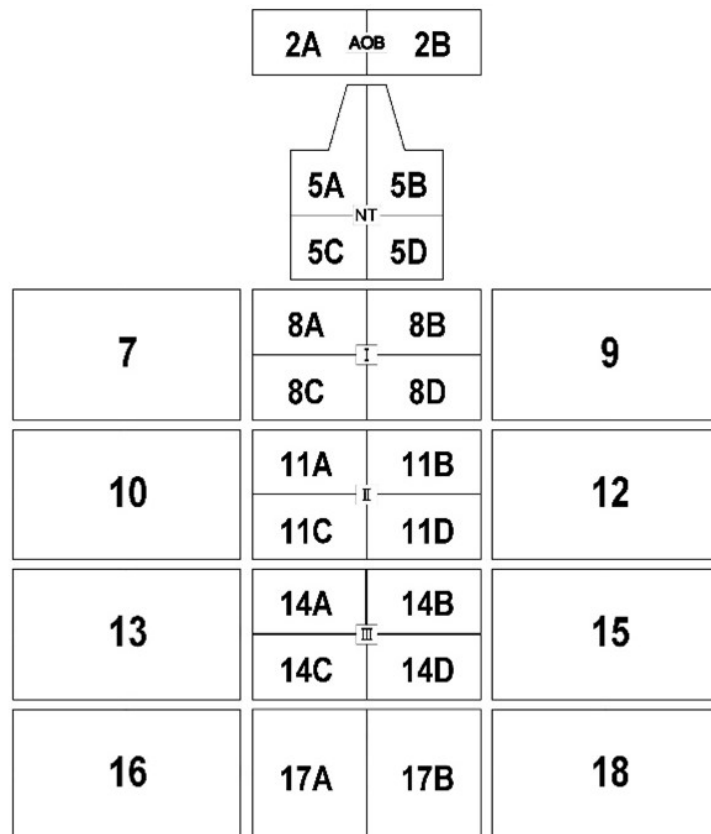 2A AOB 2B
5A 5B
NT
5C 5D
8A 8B
7 I 9
8C 8D
11A 11B
10 II 12
11C 11D
14A 14B
13 III 15
14C 14D
16 17A 17B 18